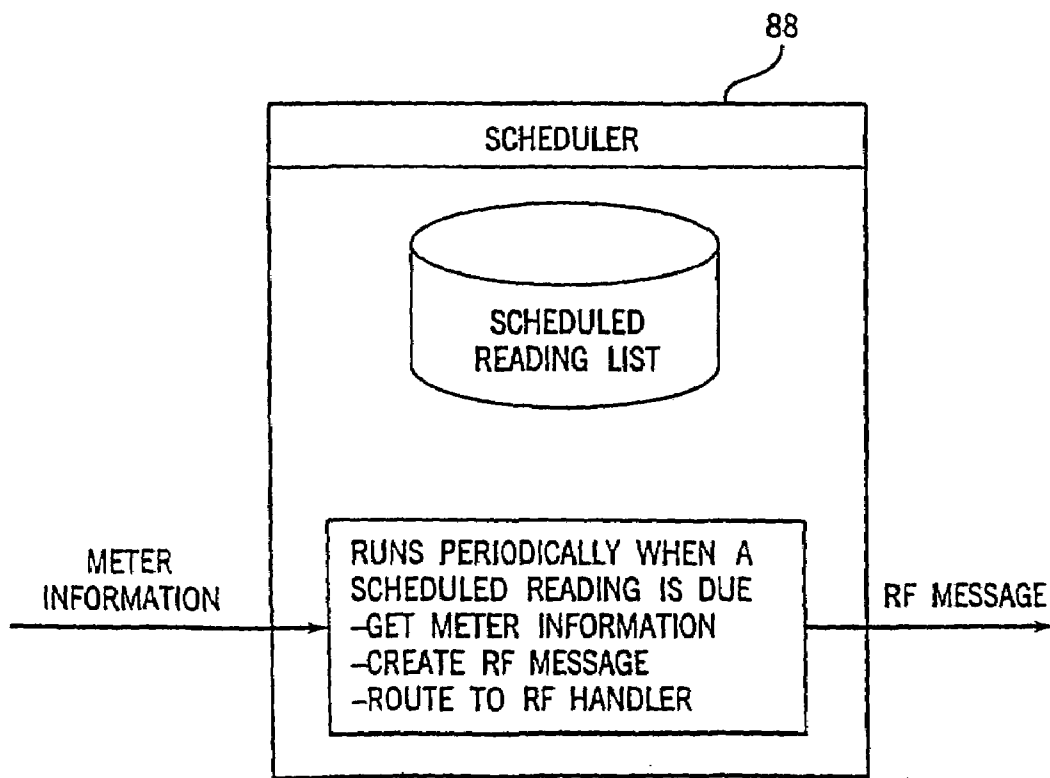 88
SCHEDULER
SCHEDULED
READING LIST
METER
INFORMATION
RUNS PERIODICALLY WHEN A
SCHEDULED READING IS DUE
-GET METER INFORMATION
-CREATE RF MESSAGE
-ROUTE TO RF HANDLER
RF MESSAGE